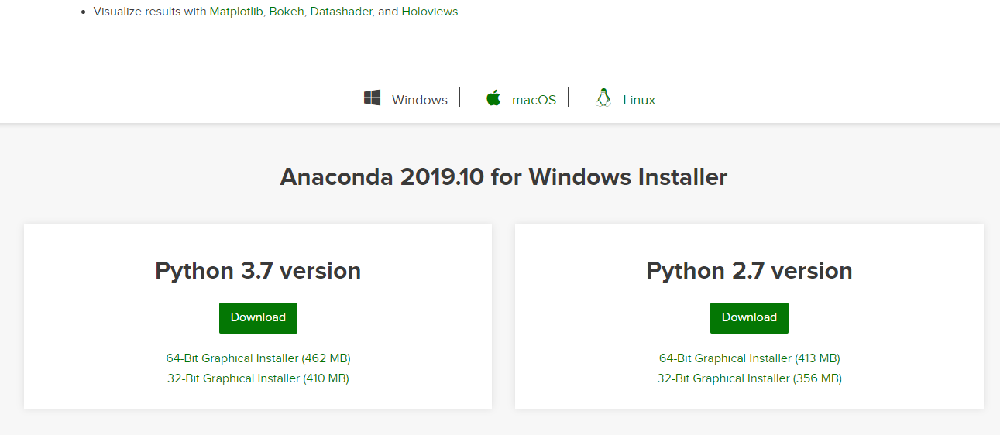 Visualize results with Matplotlib, Bokeh, Datashader, and Holoviews
Windows macOS Linux
Anaconda 2019.10 for Windows Installer
Python 3.7 version
Download
64-Bit Graphical Installer (462 MB)
32-Bit Graphical Installer (410 MB)
Python 2.7 version
Download
64-Bit Graphical Installer (413 MB)
32-Bit Graphical Installer (356 MB)